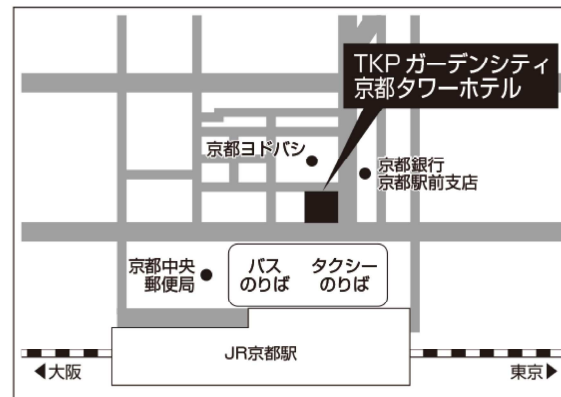 TKP ガーデンシティ
京都タワーホテル
京都ヨドバシ
京都銀行
京都駅前支店
京都中央
郵便局
バス
のりば
タクシー
のりば
JR京都駅
◀大阪
東京▶